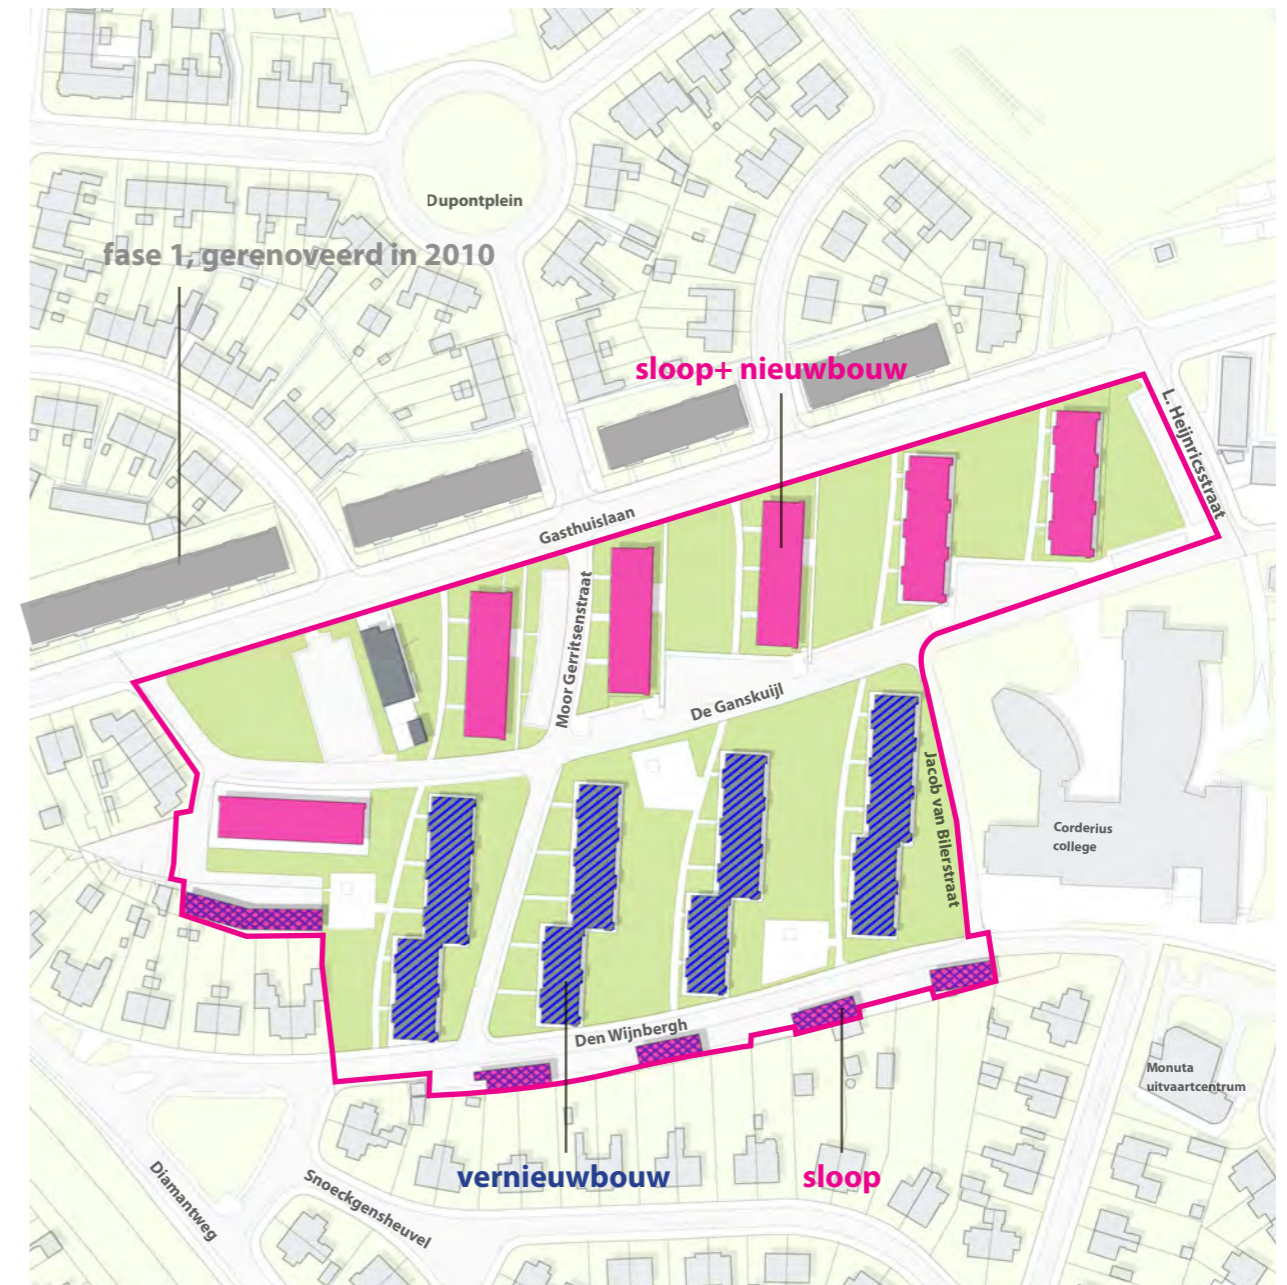 Dupontplein
fase 1, gerenoveerd in 2010
sloop+ nieuwbouw
L. Heijnricsstraat
Gasthuislaan
Moor Gerritsenstraat
De Ganskuijl
Jacob van Bilerstraat
Corderius
college
Den Wijnbergh
Monuta
uitvaartcentrum
vernieuwbouw
sloop
Diamantweg
Snoeckgensheuvel